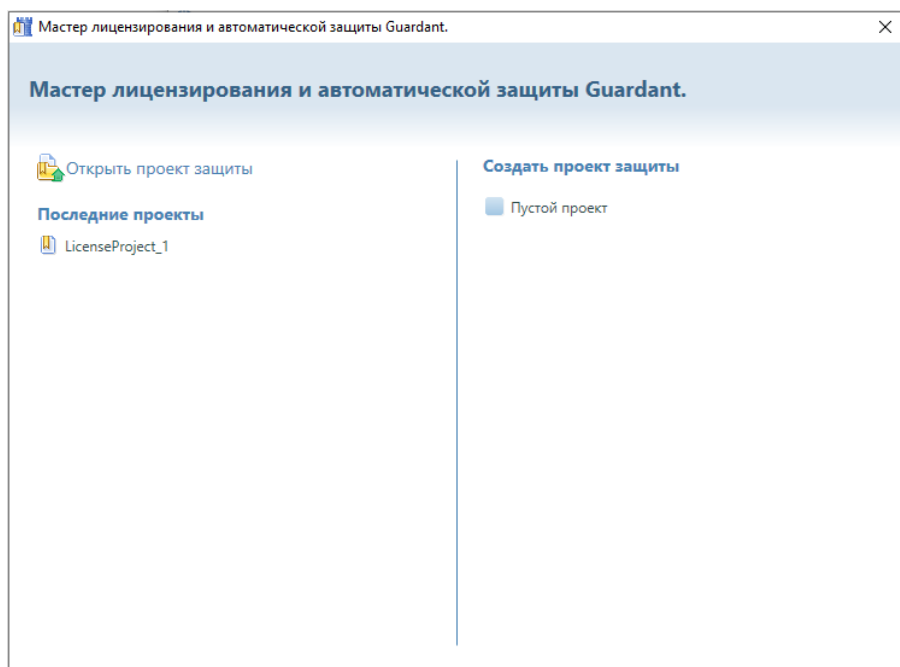 Мастер лицензирования и автоматической защиты Guardant.
Мастер лицензирования и автоматической защиты Guardant.
Открыть проект защиты
Последние проекты
LicenseProject_1
Создать проект защиты
Пустой проект